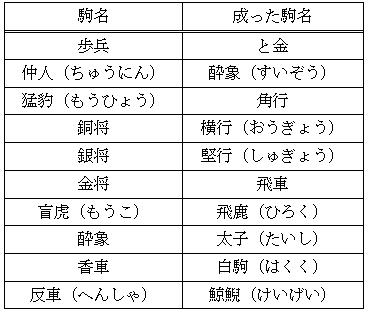 駒名 成った駒名
歩兵 と金
仲人（ちゅうにん） 酔象（すいぞう）
猛豹（もうひょう） 角行
銅将 横行（おうぎょう）
銀将 堅行（しゅぎょう）
金将 飛車
盲虎（もうこ） 飛鹿（ひろく）
酔象 太子（たいし）
香車 白駒（はくく）
反車（へんしゃ） 鯨鯢（けいげい）